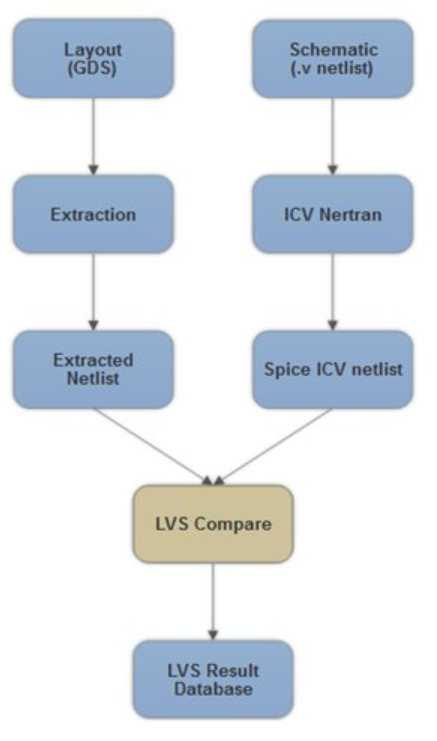 Layout
(GDS)
Schematic
(.v netlist)
Extraction
ICV Nertran
Extracted
Netlist
Spice ICV netlist
LVS Compare
LVS Result
Database